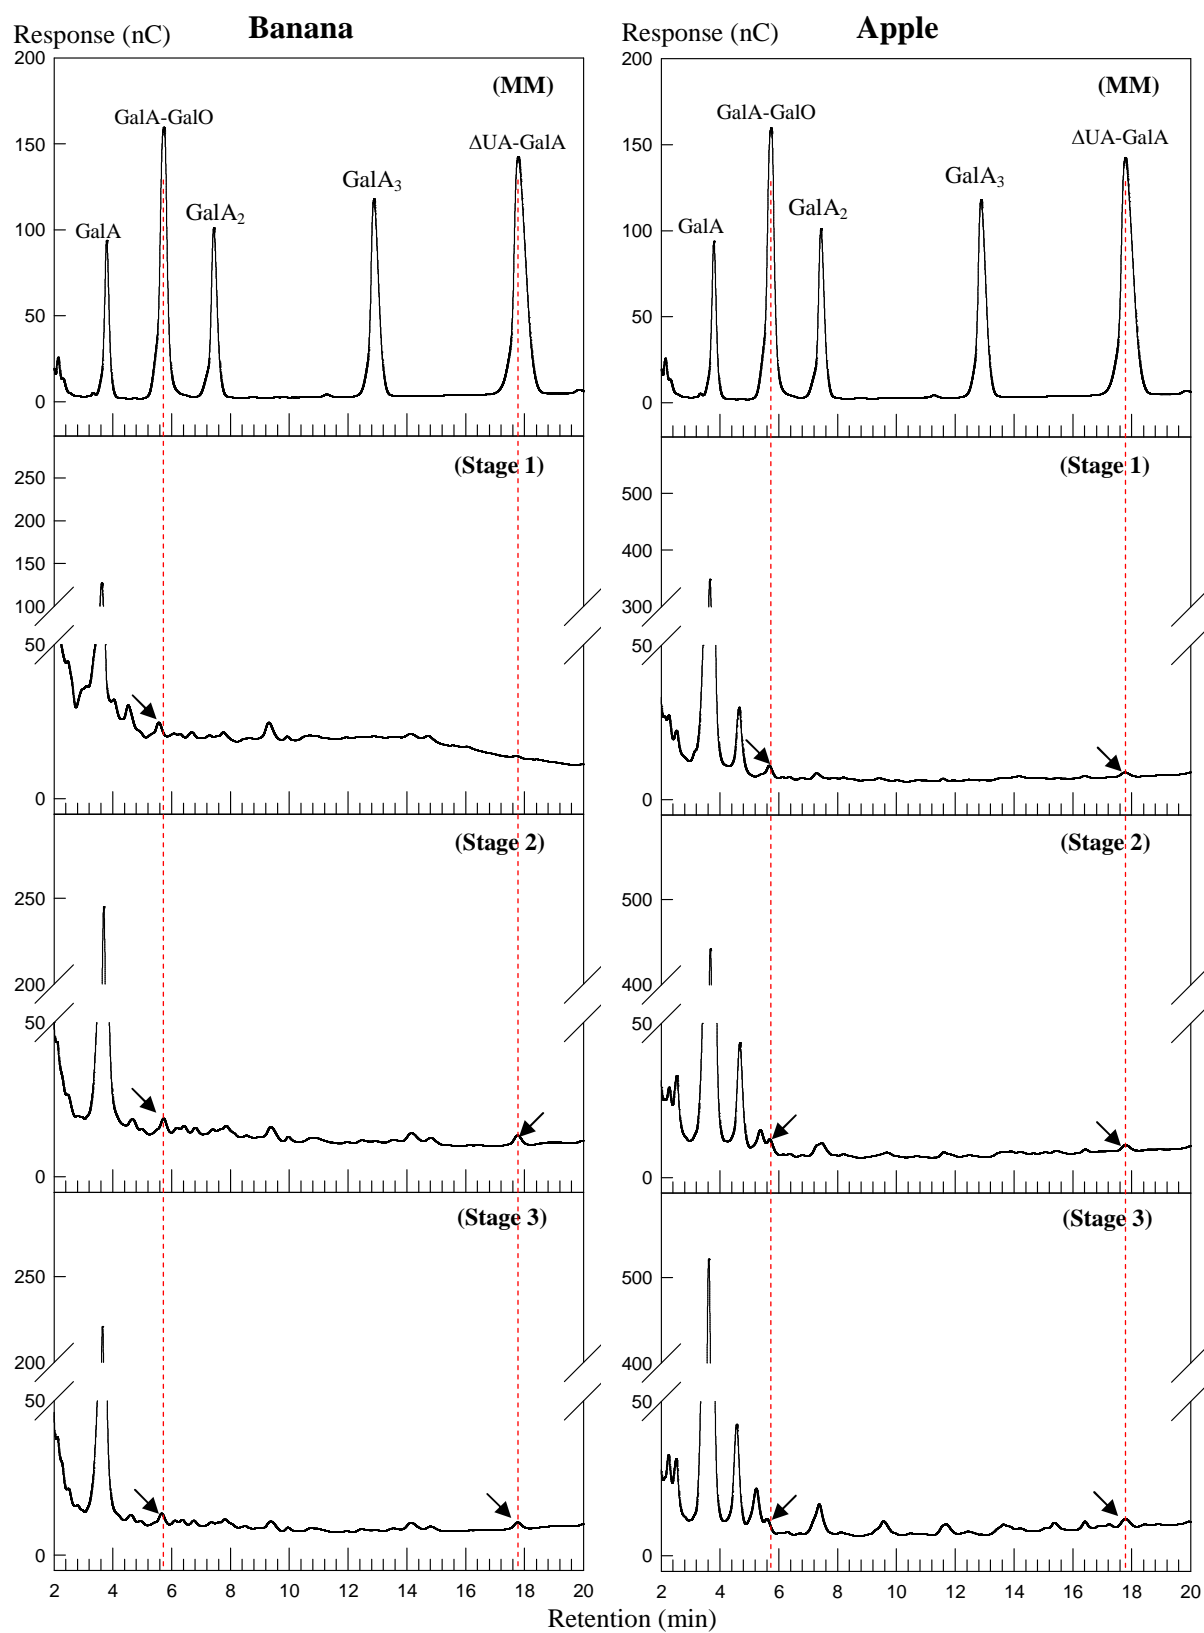 Response (nC) Banana Response (nC) Apple
200 (MM) 200 (MM)
GalA-GalO GalA-GalO
150 ΔUA-GalA 150 ΔUA-GalA
GalA₃ GalA₃
GalA GalA₂ GalA GalA₂
100 100
50 50
0 0
(Stage 1) (Stage 1)
250 500
200
400
150
100 300
50 50
0 0
(Stage 2) (Stage 2)
250 500
200 400
50 50
0 0
(Stage 3) (Stage 3)
250 500
200 400
50 50
0 0
2 4 6 8 10 12 14 16 18 20 2 4 6 8 10 12 14 16 18 20
Retention (min)